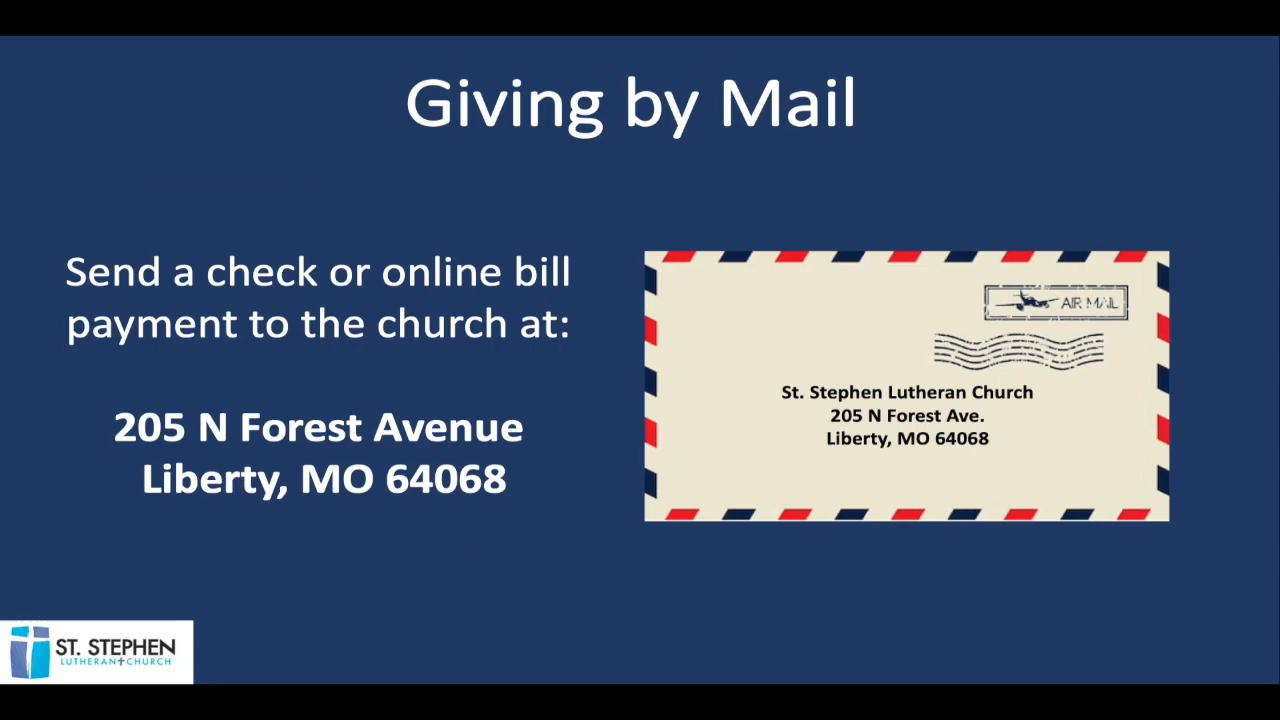 Giving by Mail
Send a check or online bill
payment to the church at:
205 N Forest Avenue
Liberty, MO 64068
AIR MAIL
St. Stephen Lutheran Church
205 N Forest Ave.
Liberty, MO 64068
ST. STEPHEN
LUTHERAN CHURCH